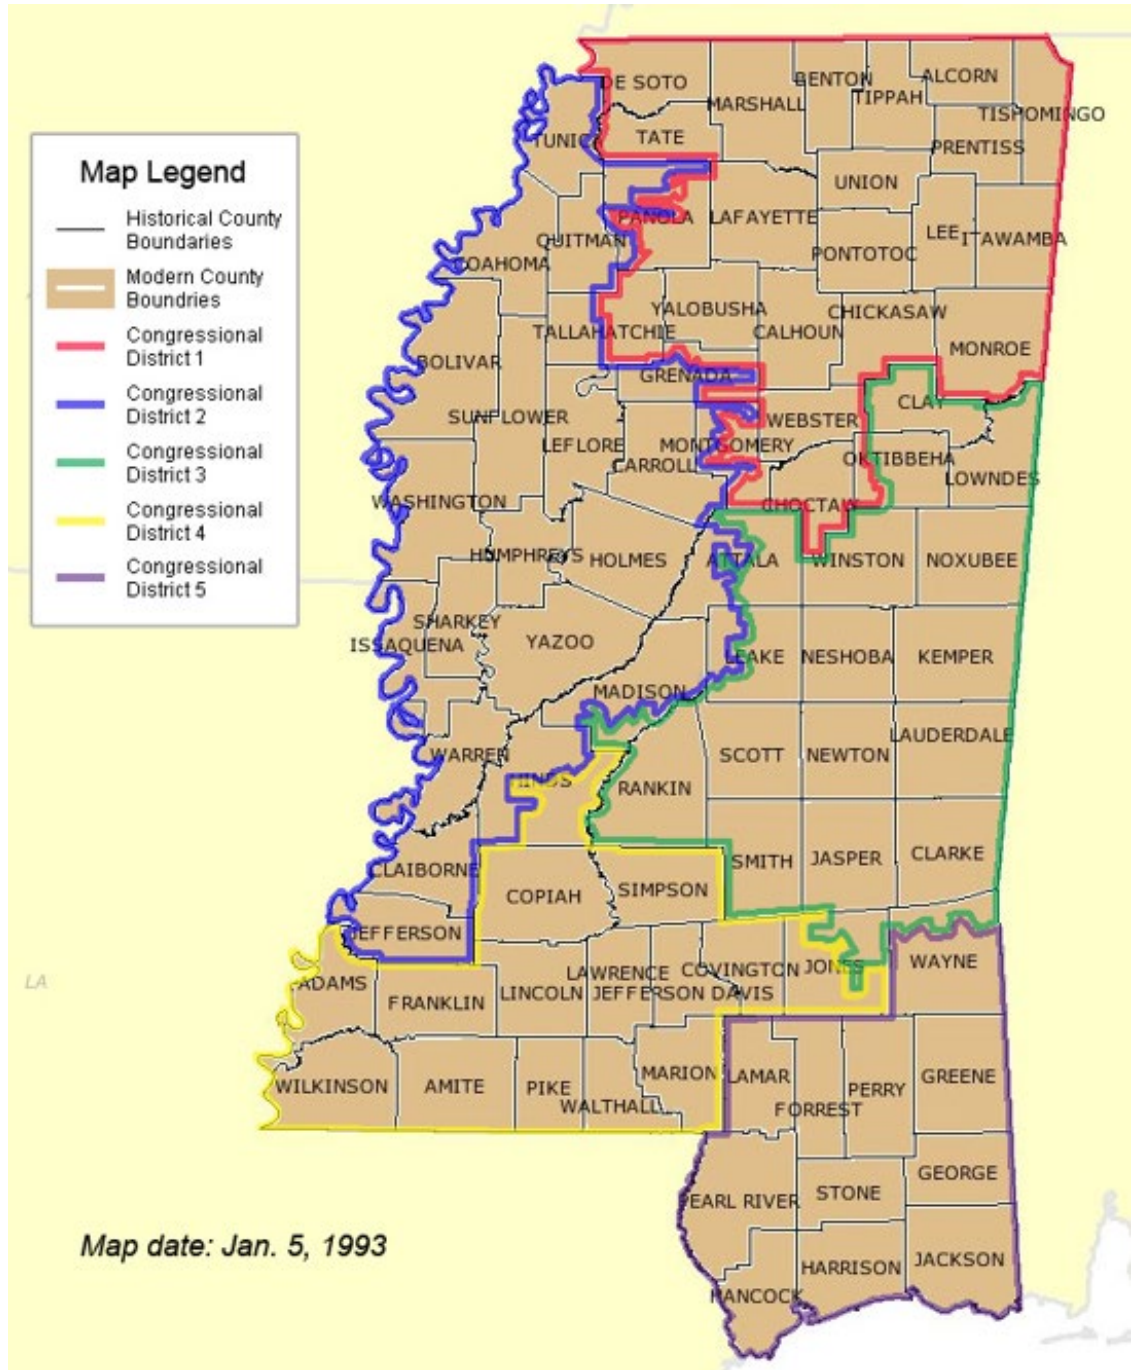 Map Legend
Historical County
Boundaries
Modern County
Boundries
Congressional
District 1
Congressional
District 2
Congressional
District 3
Congressional
District 4
Congressional
District 5
DE SOTO
BENTON
ALCORN
MARSHALL
TIPPAH
TISHOMINGO
TUNICA
TATE
PRENTISS
UNION
PANOLA
LAFAYETTE
LEE
ITAWAMBA
QUITMAN
PONTOTOC
COAHOMA
YALOBUSHA
CHICKASAW
TALLAHATCHIE
CALHOUN
MONROE
BOLIVAR
GRENADA
CLAY
SUNFLOWER
WEBSTER
LEFLORE
MONTGOMERY
OKTIBBEHA
CARROLL
LOWNDES
WASHINGTON
CHOCTAW
HUMPHREYS
HOLMES
ATTALA
WINSTON
NOXUBEE
SHARKEY
ISSAQUENA
YAZOO
LEAKE
NESHOBA
KEMPER
MADISON
LAUDERDALE
WARREN
SCOTT
NEWTON
HINDS
RANKIN
CLAIBORNE
SMITH
JASPER
CLARKE
COPIAH
SIMPSON
JEFFERSON
LAWRENCE
COVINGTON
JONES
WAYNE
LA
ADAMS
FRANKLIN
LINCOLN
JEFFERSON DAVIS
WILKINSON
AMITE
PIKE
MARION
LAMAR
PERRY
GREENE
WALTHALL
FORREST
GEORGE
PEARL RIVER
STONE
Map date: Jan. 5, 1993
HARRISON
JACKSON
HANCOCK